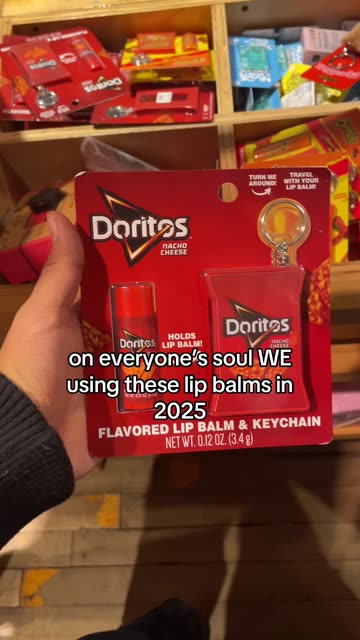 TURN ME
AROUND!
TRAVEL
WITH YOUR
LIP BALM!
Doritos
NACHO
CHEESE
HOLDS
LIP BALM!
Doritos
Doritos
NACHO
CHEESE
on everyone's soul WE
using these lip balms in
2025
FLAVORED LIP BALM & KEYCHAIN
NET WT. 0.12 OZ. (3.4 g)